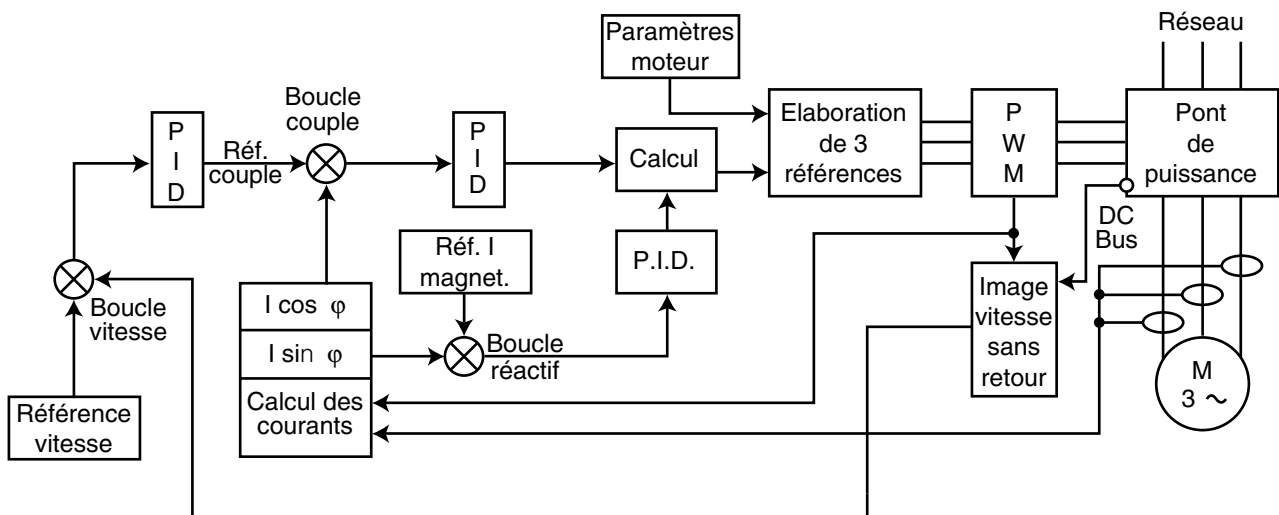 Réseau
Paramètres
moteur
P
I
D
Réf.
couple
Boucle
couple
P
I
D
Calcul
Elaboration
de 3
références
P
W
M
Pont
de
puissance
DC
Bus
Réf. I
magnet.
P.I.D.
Boucle
vitesse
I cos φ
I sin φ
Calcul des
courants
Boucle
réactif
Image
vitesse
sans
retour
M
3 ~
Référence
vitesse